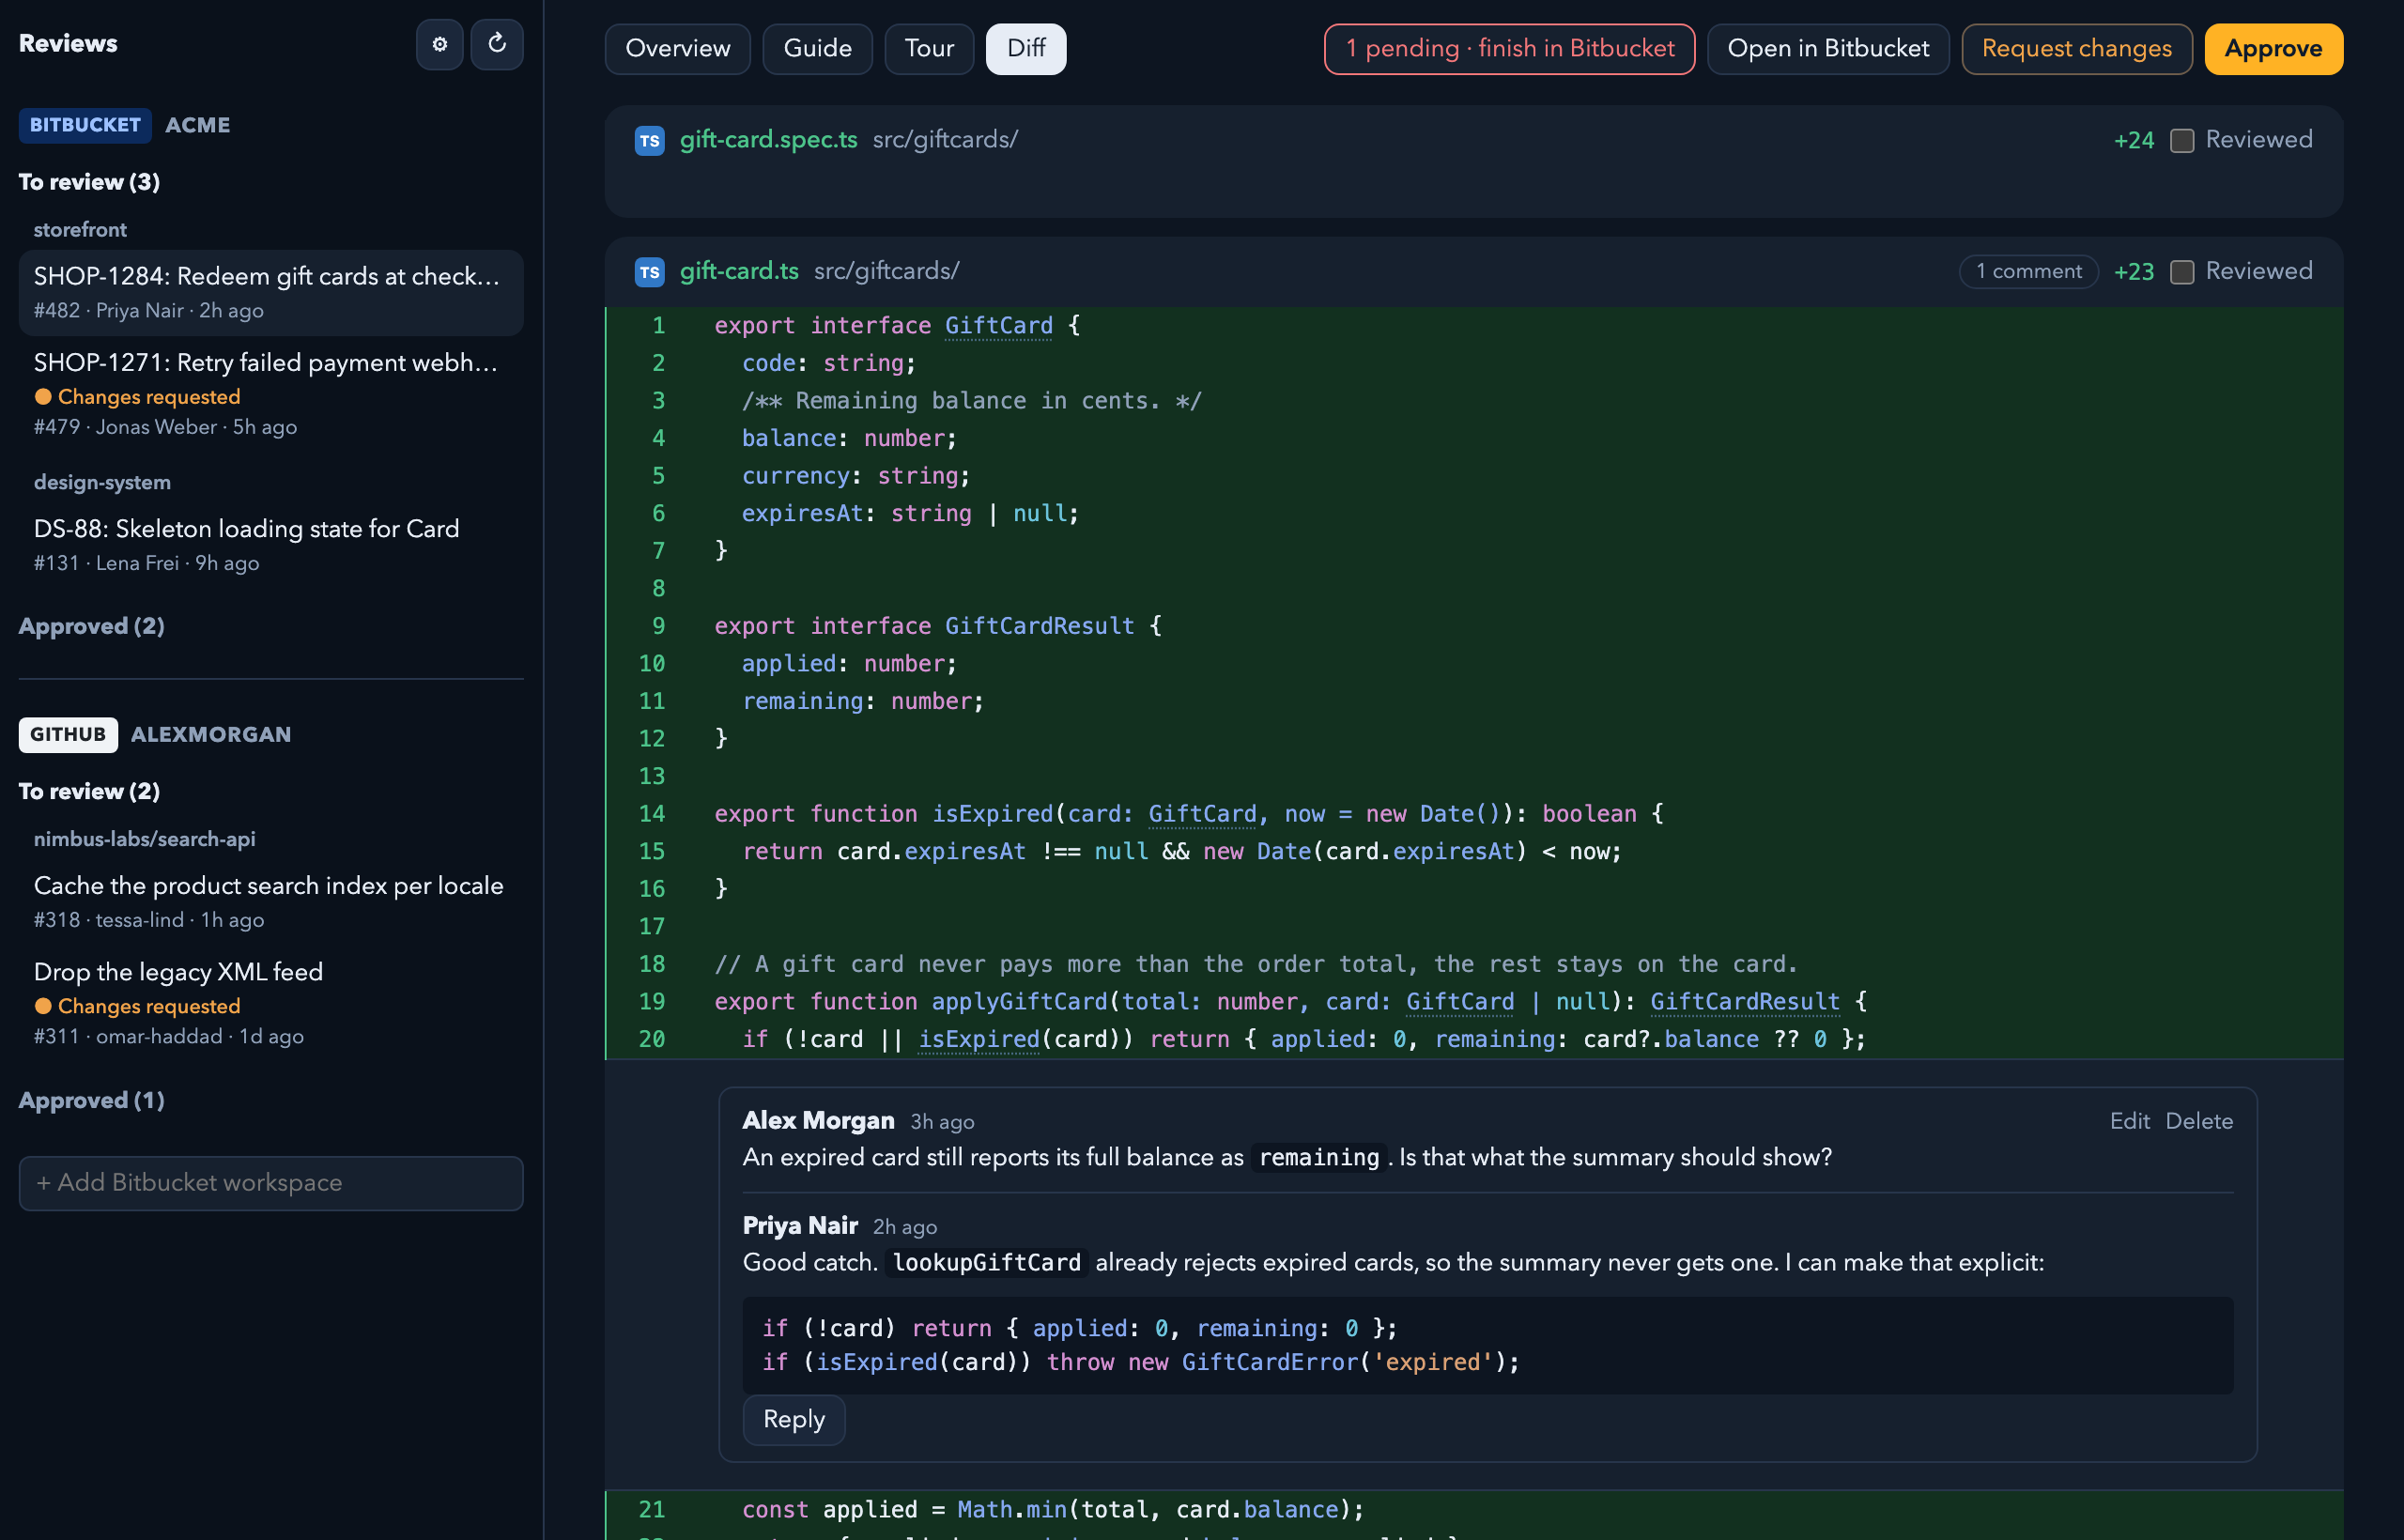 Reviews
BITBUCKET ACME
To review (3)
storefront
SHOP-1284: Redeem gift cards at check...
#482 · Priya Nair · 2h ago
SHOP-1271: Retry failed payment webh...
Changes requested
#479 · Jonas Weber · 5h ago
design-system
DS-88: Skeleton loading state for Card
#131 · Lena Frei · 9h ago
Approved (2)
GITHUB ALEXMORGAN
To review (2)
nimbus-labs/search-api
Cache the product search index per locale
#318 · tessa-lind · 1h ago
Drop the legacy XML feed
Changes requested
#311 · omar-haddad · 1d ago
Approved (1)
+ Add Bitbucket workspace
Overview Guide Tour Diff 1 pending · finish in Bitbucket Open in Bitbucket Request changes Approve
TS gift-card.spec.ts src/giftcards/ +24 Reviewed
TS gift-card.ts src/giftcards/ 1 comment +23 Reviewed
1 export interface GiftCard {
2 code: string;
3 /** Remaining balance in cents. */
4 balance: number;
5 currency: string;
6 expiresAt: string | null;
7 }
8
9 export interface GiftCardResult {
10 applied: number;
11 remaining: number;
12 }
13
14 export function isExpired(card: GiftCard, now = new Date()): boolean {
15 return card.expiresAt !== null && new Date(card.expiresAt) < now;
16 }
17
18 // A gift card never pays more than the order total, the rest stays on the card.
19 export function applyGiftCard(total: number, card: GiftCard | null): GiftCardResult {
20 if (!card || isExpired(card)) return { applied: 0, remaining: card?.balance ?? 0 };
Alex Morgan 3h ago Edit Delete
An expired card still reports its full balance as remaining. Is that what the summary should show?
Priya Nair 2h ago
Good catch. lookupGiftCard already rejects expired cards, so the summary never gets one. I can make that explicit:
if (!card) return { applied: 0, remaining: 0 };
if (isExpired(card)) throw new GiftCardError('expired');
Reply
21 const applied = Math.min(total, card.balance);